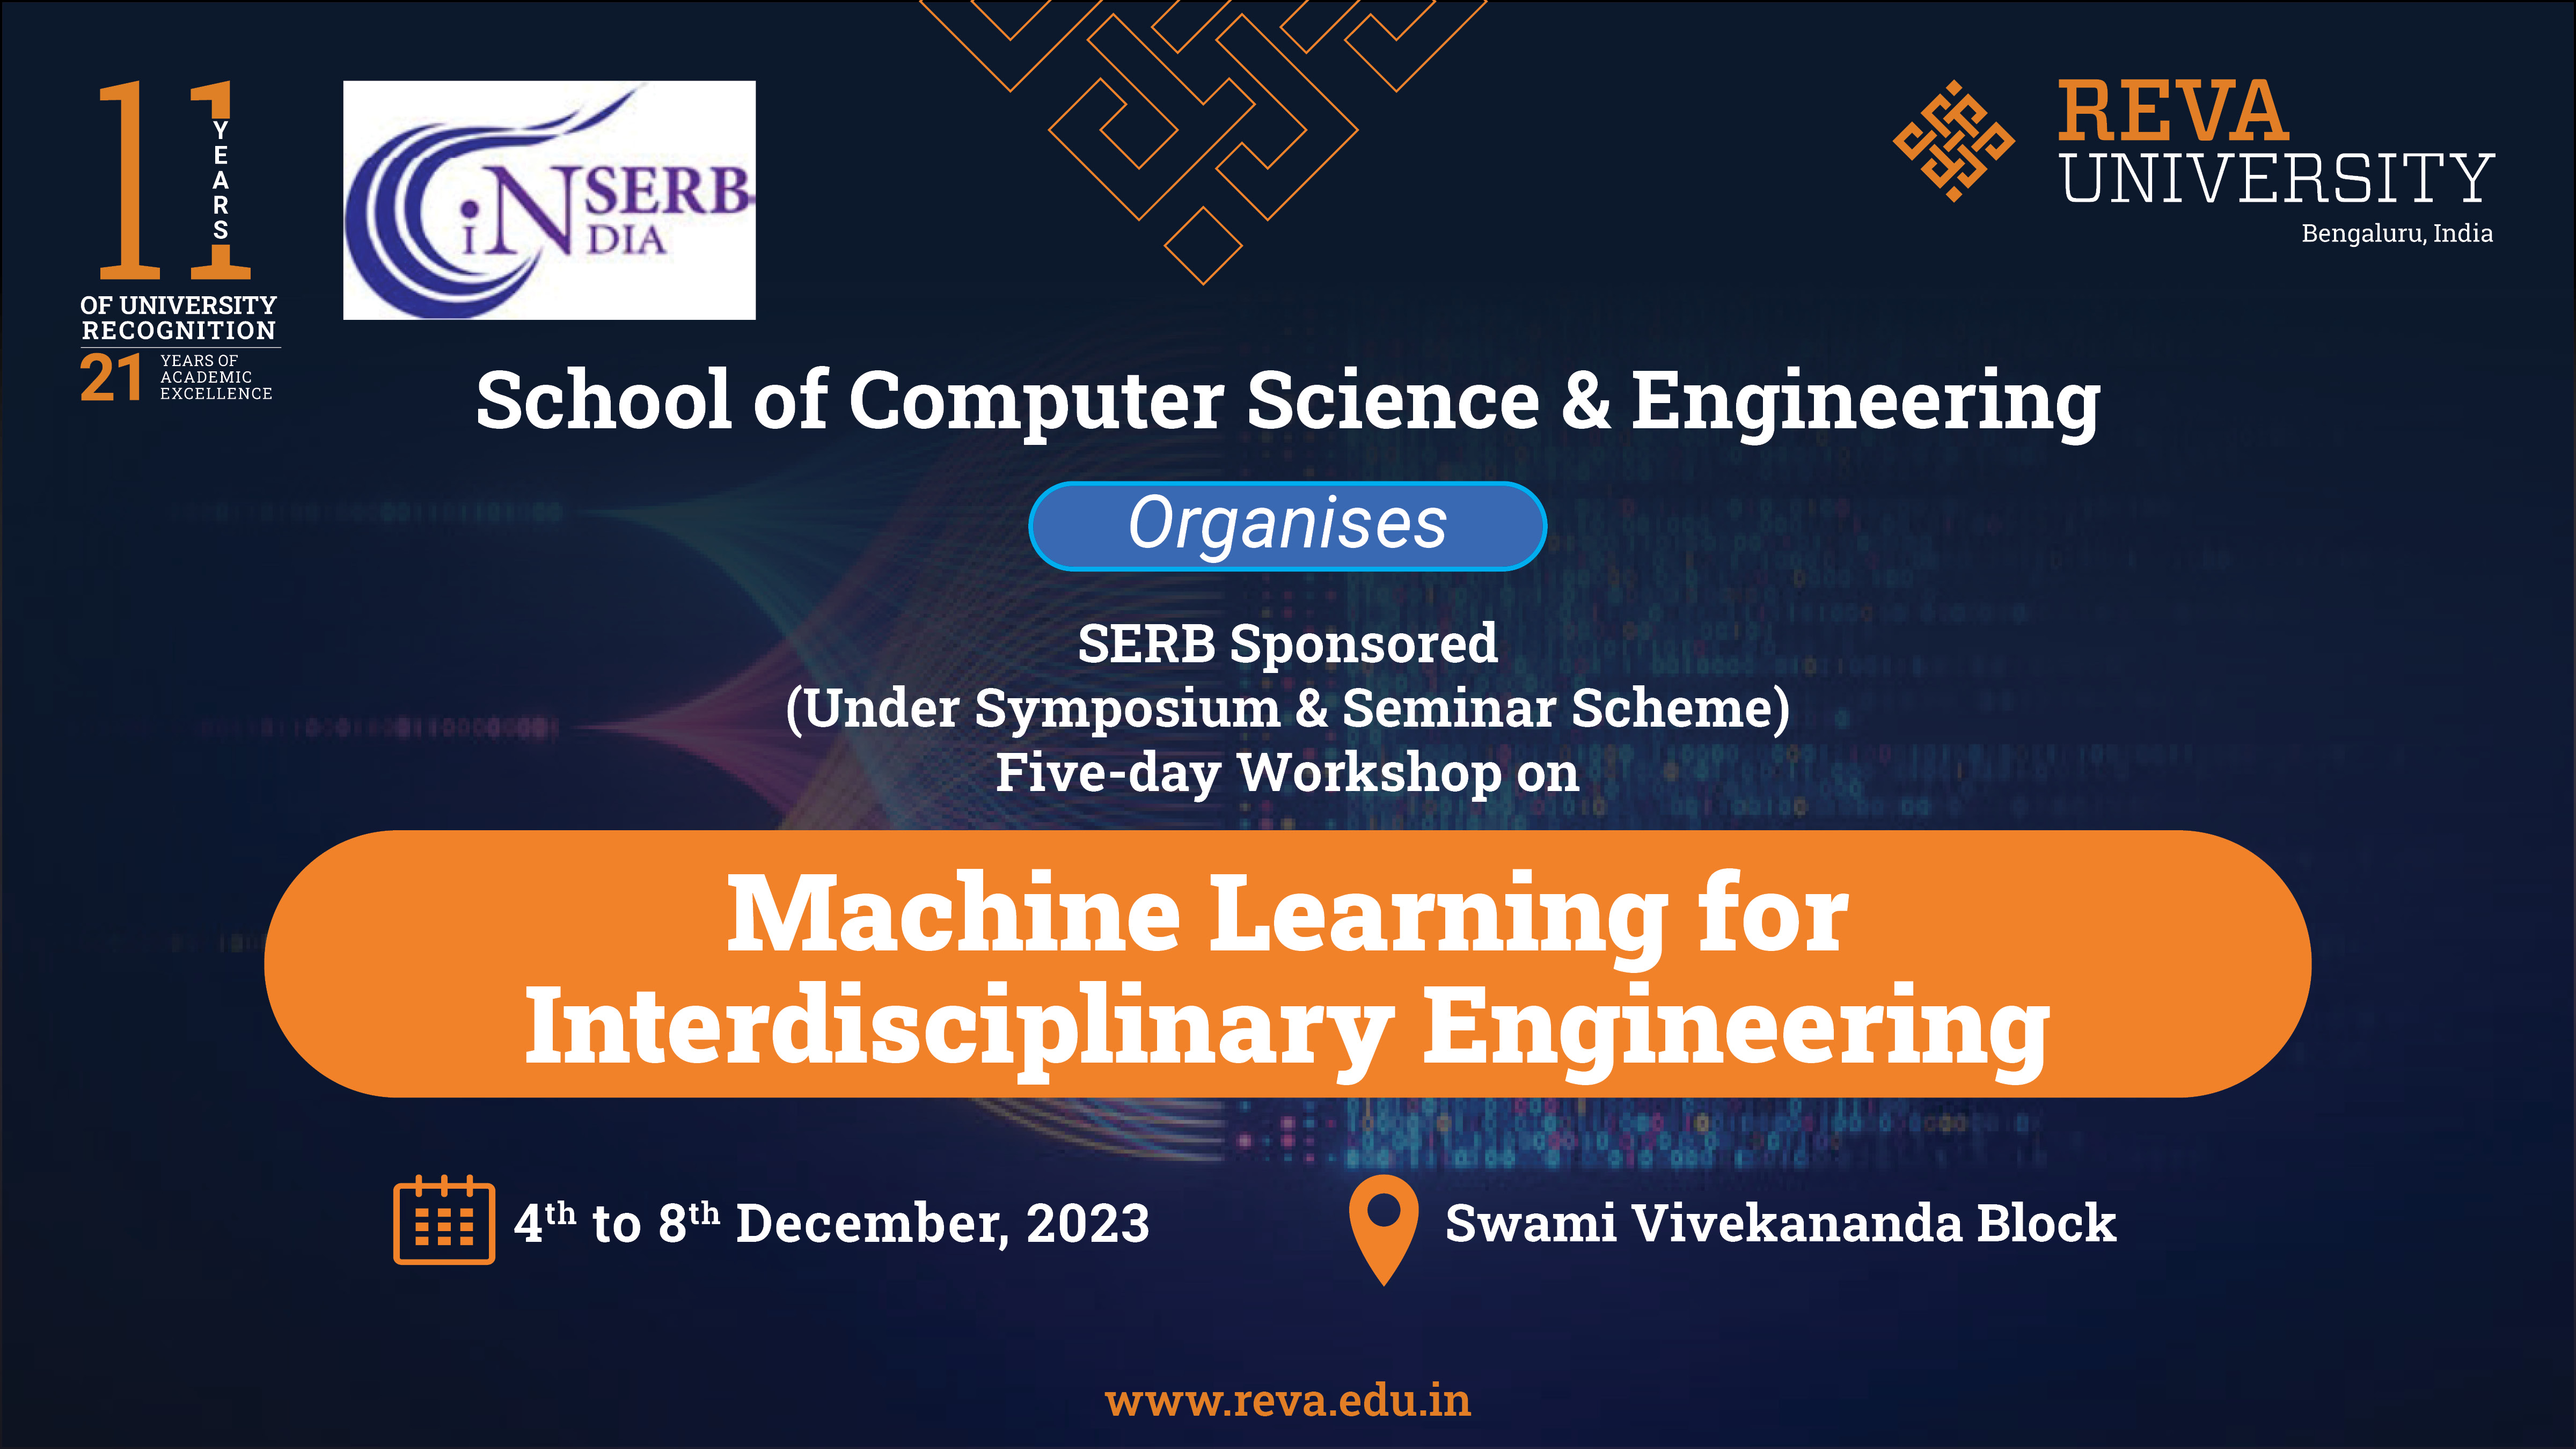 11
YEARS
OF UNIVERSITY
RECOGNITION
21
YEARS OF
ACADEMIC
EXCELLENCE
iN SERB
DIA
REVA
UNIVERSITY
Bengaluru, India
School of Computer Science & Engineering
Organises
SERB Sponsored
(Under Symposium & Seminar Scheme)
Five-day Workshop on
Machine Learning for
Interdisciplinary Engineering
4th to 8th December, 2023
Swami Vivekananda Block
www.reva.edu.in